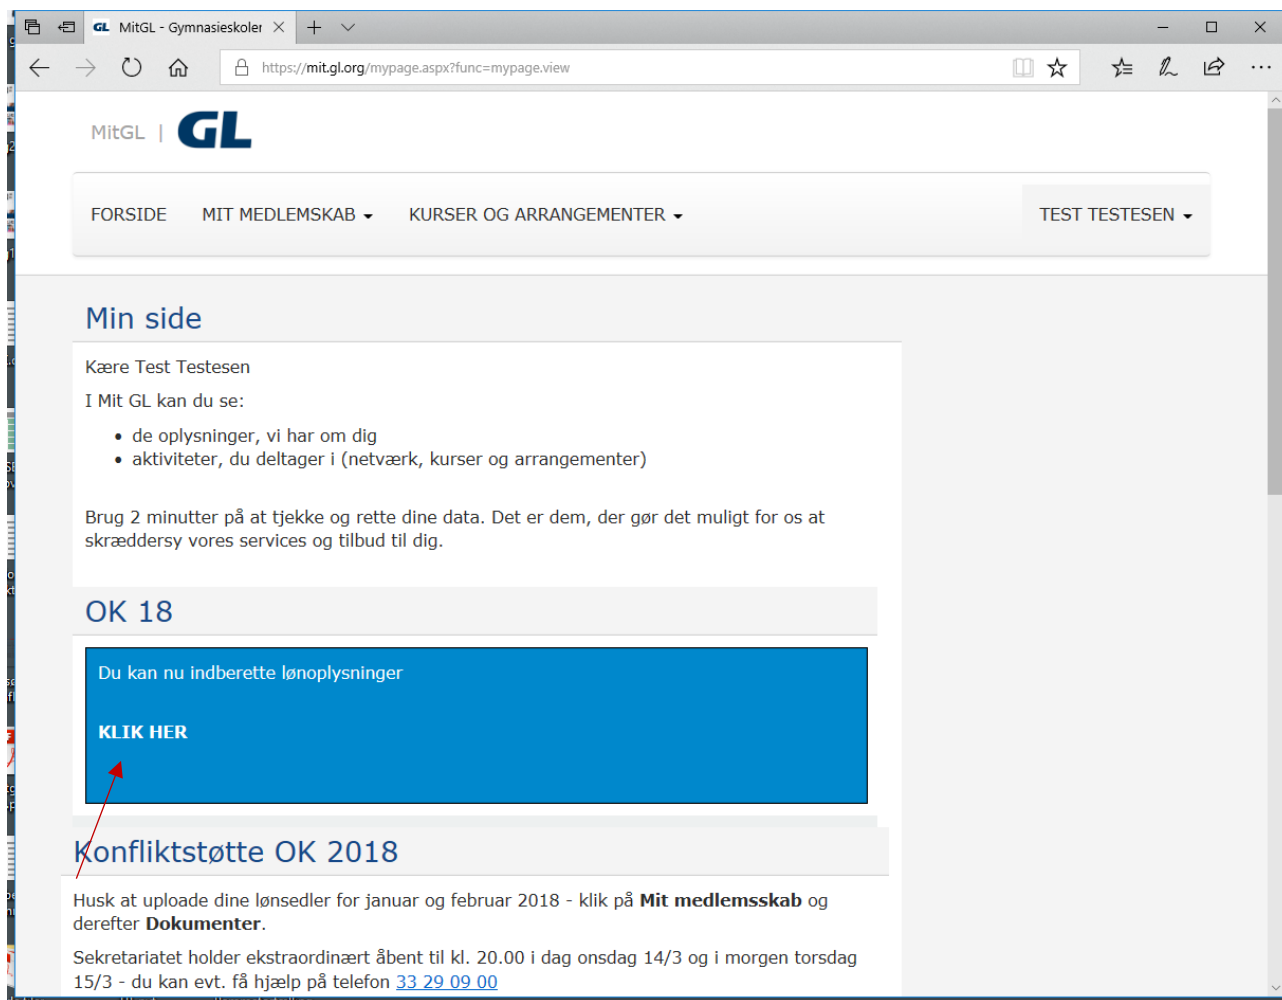 MitGL - Gymnasieskoler
https://mit.gl.org/mypage.aspx?func=mypage.view
MitGL | GL
FORSIDE MIT MEDLEMSKAB KURSER OG ARRANGEMENTER TEST TESTESEN
Min side
Kære Test Testesen
I Mit GL kan du se:
• de oplysninger, vi har om dig
• aktiviteter, du deltager i (netværk, kurser og arrangementer)
Brug 2 minutter på at tjekke og rette dine data. Det er dem, der gør det muligt for os at
skræddersy vores services og tilbud til dig.
OK 18
Du kan nu indberette lønoplysninger
KLIK HER
Konfliktstøtte OK 2018
Husk at uploade dine lønsedler for januar og februar 2018 - klik på Mit medlemsskab og
derefter Dokumenter.
Sekretariatet holder ekstraordinært åbent til kl. 20.00 i dag onsdag 14/3 og i morgen torsdag
15/3 - du kan evt. få hjælp på telefon 33 29 09 00